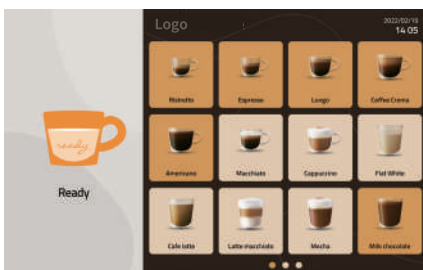 Logo
2022/02/15
14 05
Ristretto
Espresso
Lungo
Coffee Crema
Americano
Macchiato
Cappuccino
Flat White
Cafe latte
Latte macchiato
Mocha
Milk chocolate
ready
Ready